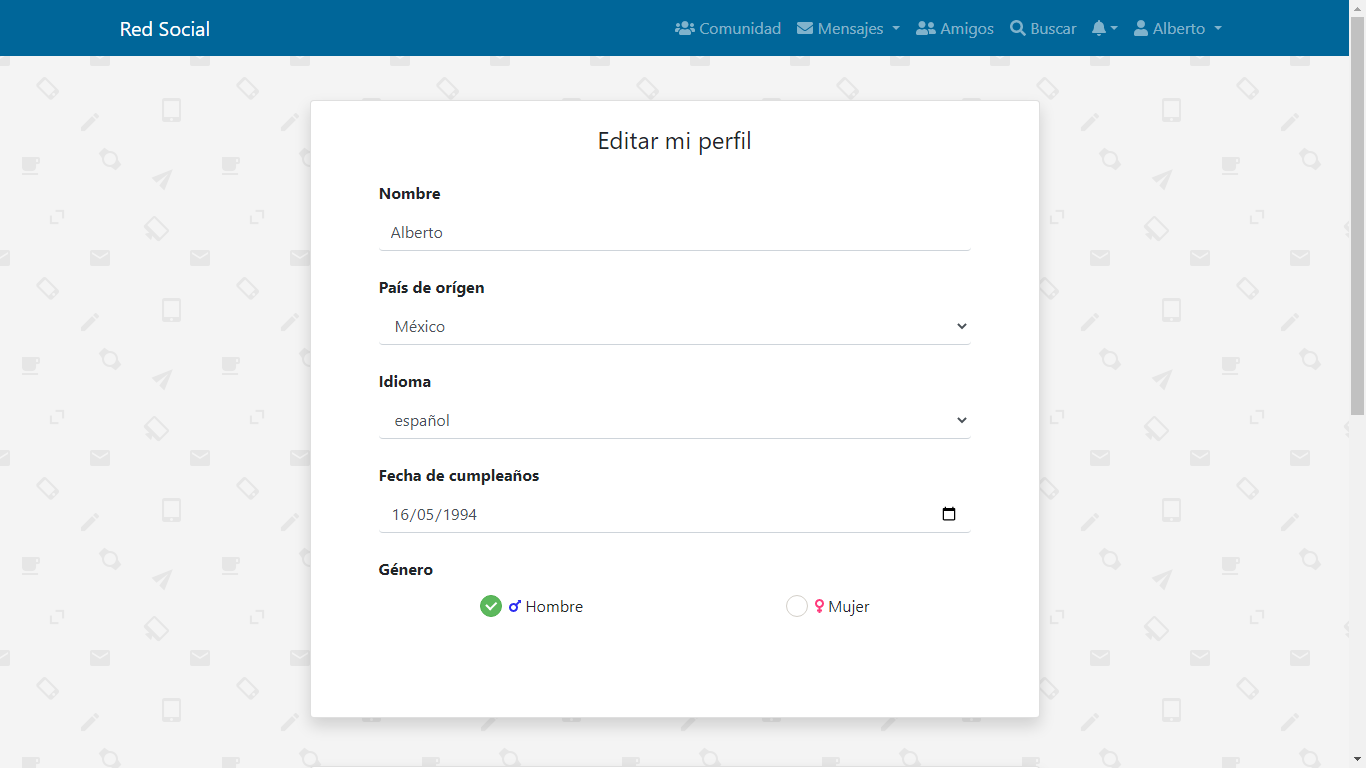 Red Social
Comunidad
Mensajes
Amigos
Buscar
Alberto
Editar mi perfil
Nombre
Alberto
País de orígen
México
Idioma
español
Fecha de cumpleaños
16/05/1994
Género
Hombre
Mujer